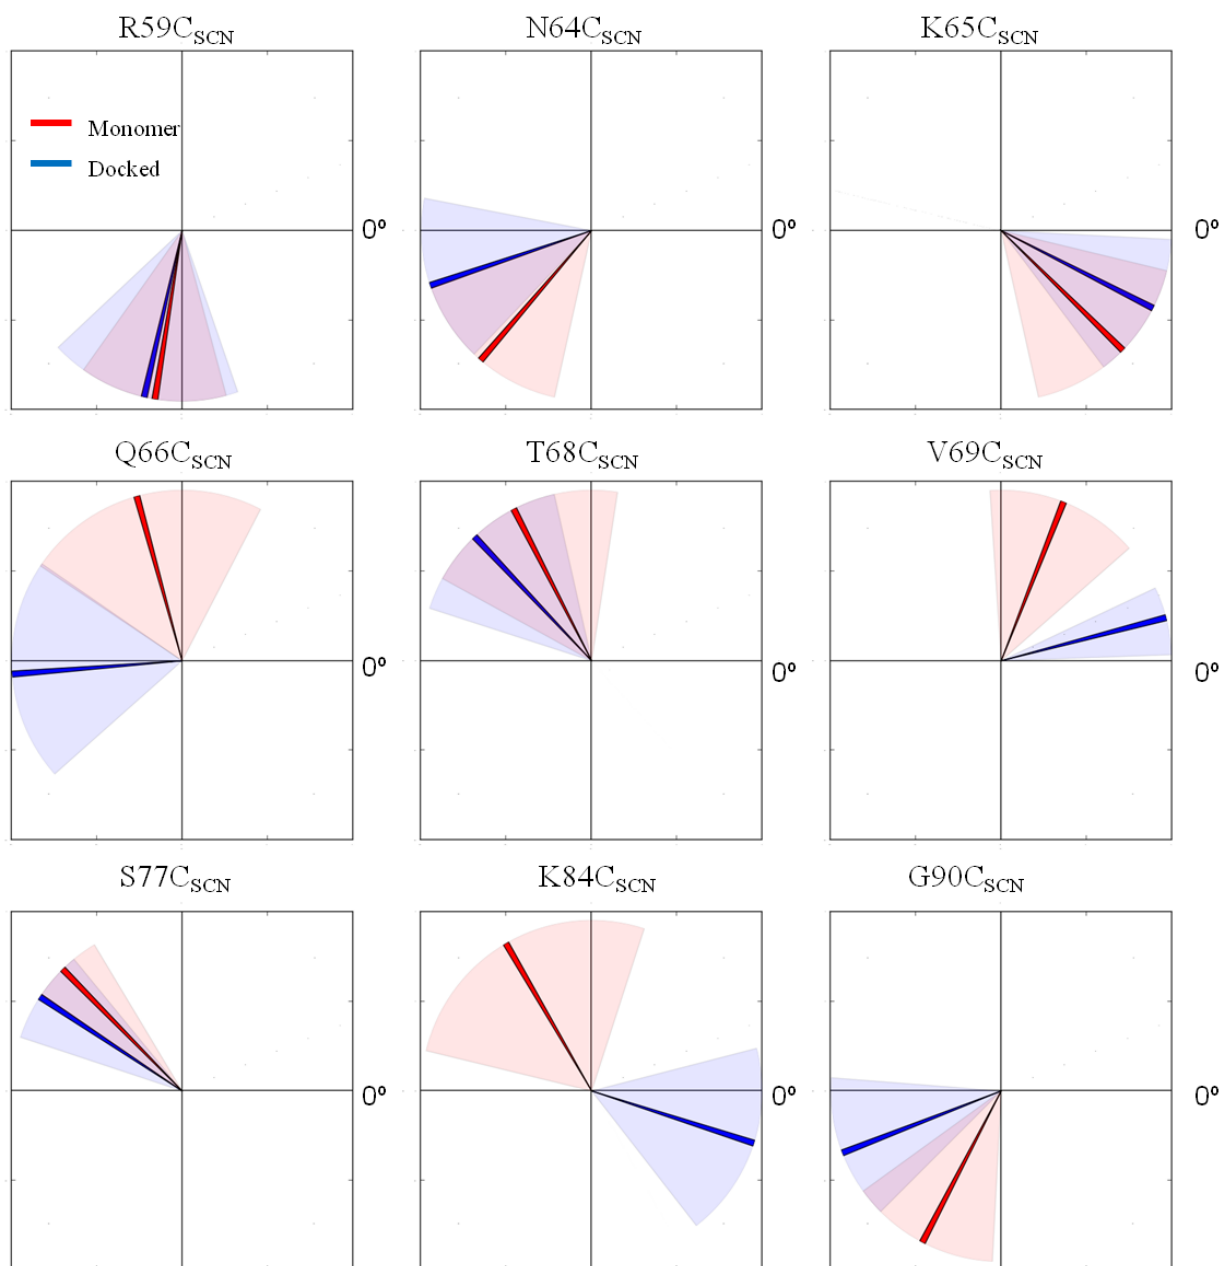 R59C_SCN N64C_SCN K65C_SCN
Monomer
Docked
0º 0º 0º
Q66C_SCN T68C_SCN V69C_SCN
0º 0º 0º
S77C_SCN K84C_SCN G90C_SCN
0º 0º 0º